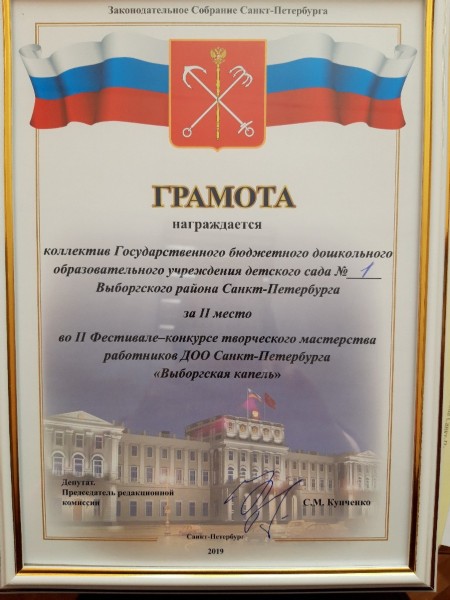 Законодательное Собрание Санкт-Петербурга
ГРАМОТА
награждается
коллектив Государственного бюджетного дошкольного
образовательного учреждения детского сада № 1
Выборгского района Санкт-Петербурга
за II место
во II Фестивале–конкурсе творческого мастерства
работников ДОО Санкт-Петербурга
«Выборгская капель»
Депутат,
Председатель редакционной
комиссии
С.М. Купченко
Санкт-Петербург
2019